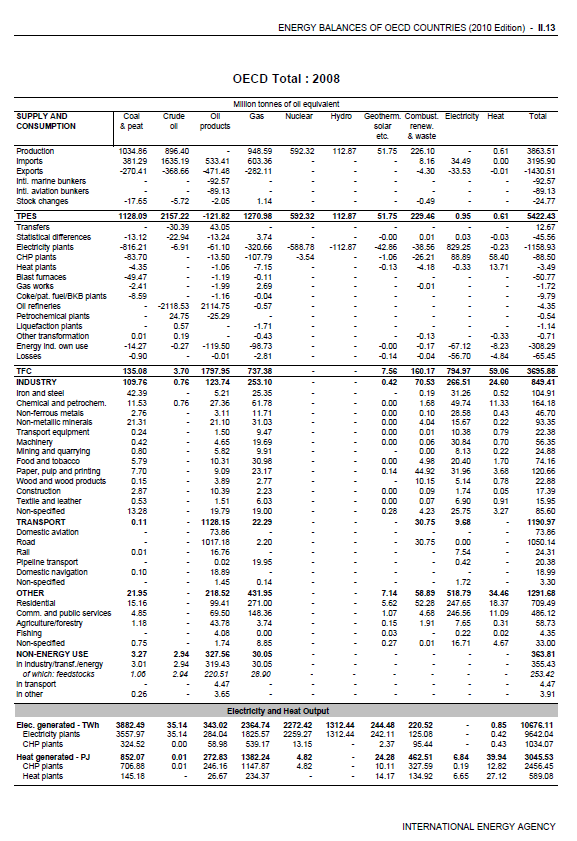 ENERGY BALANCES OF OECD COUNTRIES (2010 Edition) - II.13
OECD Total : 2008
Million tonnes of oil equivalent
SUPPLY AND Coal Crude Oil Gas Nuclear Hydro Geotherm. Combust. Electricity Heat Total
CONSUMPTION & peat oil products solar renew.
etc. & waste
Production 1034.86 896.40 - 948.59 592.32 112.87 51.75 226.10 - 0.61 3863.51
Imports 381.29 1635.19 533.41 603.36 - - - 8.16 34.49 0.00 3195.90
Exports -270.41 -368.66 -471.48 -282.11 - - - -4.30 -33.53 -0.01 -1430.51
Intl. marine bunkers - - -92.57 - - - - - - - -92.57
Intl. aviation bunkers - - -89.13 - - - - - - - -89.13
Stock changes -17.65 -5.72 -2.05 1.14 - - - -0.49 - - -24.77
TPES 1128.09 2157.22 -121.82 1270.98 592.32 112.87 51.75 229.46 0.95 0.61 5422.43
Transfers - -30.39 43.05 - - - - - - - 12.67
Statistical differences -13.12 -22.94 -13.24 3.74 - - -0.00 0.01 0.03 -0.03 -45.56
Electricity plants -816.21 -6.91 -61.10 -320.66 -588.78 -112.87 -42.86 -38.56 829.25 -0.23 -1158.93
CHP plants -83.70 - -13.50 -107.79 -3.54 - -1.06 -26.21 88.89 58.40 -88.50
Heat plants -4.35 - -1.06 -7.15 - - -0.13 -4.18 -0.33 13.71 -3.49
Blast furnaces -49.47 - -1.19 -0.11 - - - - - - -50.77
Gas works -2.41 - -1.99 2.69 - - - -0.01 - - -1.72
Coke/pat. fuel/BKB plants -8.59 - -1.16 -0.04 - - - - - - -9.79
Oil refineries - -2118.53 2114.75 -0.57 - - - - - - -4.35
Petrochemical plants - 24.75 -25.29 - - - - - - - -0.54
Liquefaction plants - 0.57 - -1.71 - - - - - - -1.14
Other transformation 0.01 0.19 - -0.43 - - - -0.13 - -0.33 -0.71
Energy ind. own use -14.27 -0.27 -119.50 -98.73 - - -0.00 -0.17 -67.12 -8.23 -308.29
Losses -0.90 - -0.01 -2.81 - - -0.14 -0.04 -56.70 -4.84 -65.45
TFC 135.08 3.70 1797.95 737.38 - - 7.56 160.17 794.97 59.06 3695.88
INDUSTRY 109.76 0.76 123.74 253.10 - - 0.42 70.53 266.51 24.60 849.41
Iron and steel 42.39 - 5.21 25.35 - - - 0.19 31.26 0.52 104.91
Chemical and petrochem. 11.53 0.76 27.36 61.78 - - 0.00 1.68 49.74 11.33 164.18
Non-ferrous metals 2.76 - 3.11 11.71 - - 0.00 0.10 28.58 0.43 46.70
Non-metallic minerals 21.31 - 21.10 31.03 - - 0.00 4.04 15.67 0.22 93.35
Transport equipment 0.24 - 1.50 9.47 - - 0.00 0.01 10.38 0.79 22.38
Machinery 0.42 - 4.65 19.69 - - 0.00 0.06 30.84 0.70 56.35
Mining and quarrying 0.80 - 5.82 9.91 - - - 0.00 8.13 0.22 24.88
Food and tobacco 5.79 - 10.31 30.98 - - 0.00 4.98 20.40 1.70 74.16
Paper, pulp and printing 7.70 - 9.09 23.17 - - 0.14 44.92 31.96 3.68 120.66
Wood and wood products 0.15 - 3.89 2.77 - - - 10.15 5.14 0.78 22.88
Construction 2.87 - 10.39 2.23 - - 0.00 0.09 1.74 0.05 17.39
Textile and leather 0.53 - 1.51 6.03 - - 0.00 0.07 6.90 0.91 15.95
Non-specified 13.28 - 19.79 19.00 - - 0.28 4.23 25.75 3.27 85.60
TRANSPORT 0.11 - 1128.15 22.29 - - - 30.75 9.68 - 1190.97
Domestic aviation - - 73.86 - - - - - - - 73.86
Road - - 1017.18 2.20 - - - 30.75 0.00 - 1050.14
Rail 0.01 - 16.76 - - - - - 7.54 - 24.31
Pipeline transport - - 0.02 19.95 - - - - 0.42 - 20.38
Domestic navigation 0.10 - 18.89 - - - - - - - 18.99
Non-specified - - 1.45 0.14 - - - - 1.72 - 3.30
OTHER 21.95 - 218.52 431.95 - - 7.14 58.89 518.79 34.46 1291.68
Residential 15.16 - 99.41 271.00 - - 5.62 52.28 247.65 18.37 709.49
Comm. and public services 4.85 - 69.50 148.36 - - 1.07 4.68 246.56 11.09 486.12
Agriculture/forestry 1.18 - 43.78 3.74 - - 0.15 1.91 7.65 0.31 58.73
Fishing - - 4.08 0.00 - - 0.03 - 0.22 0.02 4.35
Non-specified 0.75 - 1.74 8.85 - - 0.27 0.01 16.71 4.67 33.00
NON-ENERGY USE 3.27 2.94 327.56 30.05 - - - - - - 363.81
in industry/transf./energy 3.01 2.94 319.43 30.05 - - - - - - 355.43
of which: feedstocks 1.06 2.94 220.51 28.90 - - - - - - 253.42
in transport - - 4.47 - - - - - - - 4.47
in other 0.26 - 3.65 - - - - - - - 3.91
Electricity and Heat Output
Elec. generated - TWh 3882.49 35.14 343.02 2364.74 2272.42 1312.44 244.48 220.52 - 0.85 10676.11
Electricity plants 3557.97 35.14 284.04 1825.57 2259.27 1312.44 242.11 125.08 - 0.42 9642.04
CHP plants 324.52 0.00 58.98 539.17 13.15 - 2.37 95.44 - 0.43 1034.07
Heat generated - PJ 852.07 0.01 272.83 1382.24 4.82 - 24.28 462.51 6.84 39.94 3045.53
CHP plants 706.88 0.01 246.16 1147.87 4.82 - 10.11 327.59 0.19 12.82 2456.45
Heat plants 145.18 - 26.67 234.37 - - 14.17 134.92 6.65 27.12 589.08
INTERNATIONAL ENERGY AGENCY